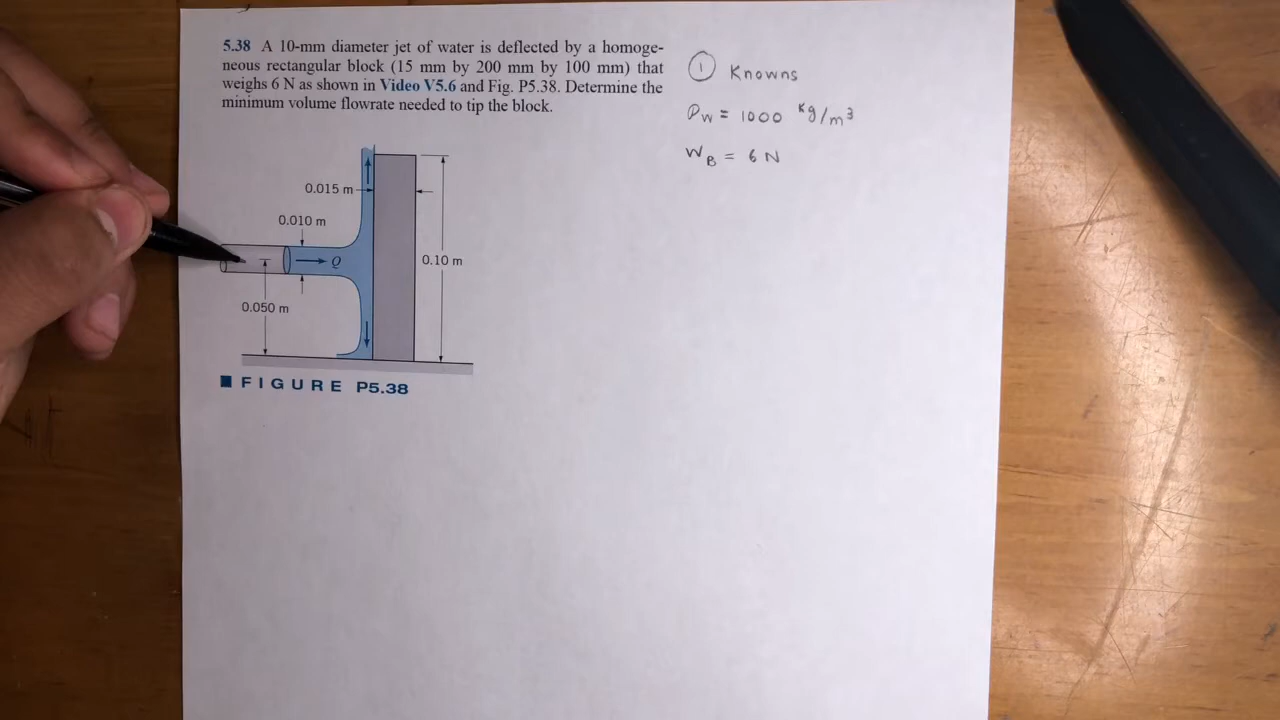 5.38 A 10-mm diameter jet of water is deflected by a homoge-
neous rectangular block (15 mm by 200 mm by 100 mm) that
weighs 6 N as shown in Video V5.6 and Fig. P5.38. Determine the
minimum volume flowrate needed to tip the block.
0.015 m
0.010 m
Q
0.10 m
0.050 m
■ FIGURE P5.38
1 Knowns
ρw = 1000 kg/m³
WB = 6 N